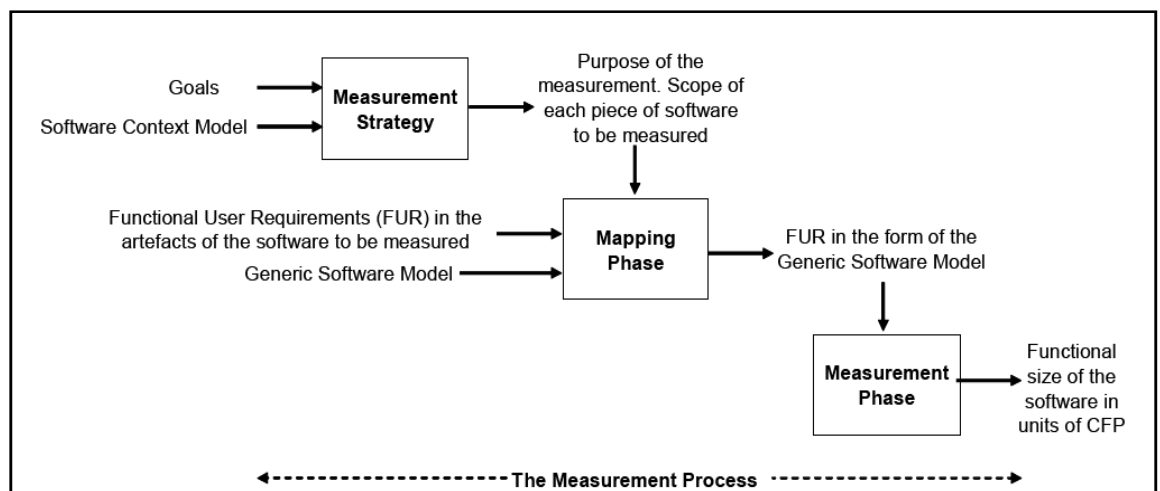 Goals
Software Context Model
Measurement
Strategy
Purpose of the
measurement. Scope of
each piece of software
to be measured
Functional User Requirements (FUR) in the
artefacts of the software to be measured
Generic Software Model
Mapping
Phase
FUR in the form of the
Generic Software Model
Measurement
Phase
Functional
size of the
software in
units of CFP
The Measurement Process